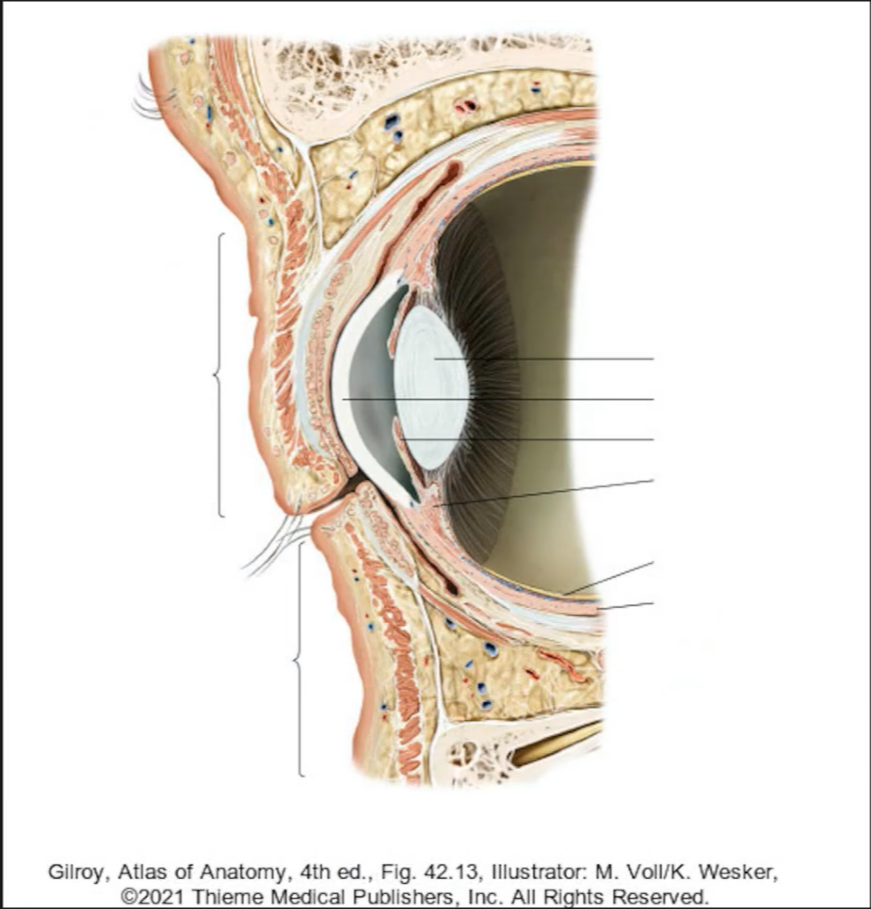 Gilroy, Atlas of Anatomy, 4th ed., Fig. 42.13, Illustrator: M. Voll/K. Wesker,
©2021 Thieme Medical Publishers, Inc. All Rights Reserved.